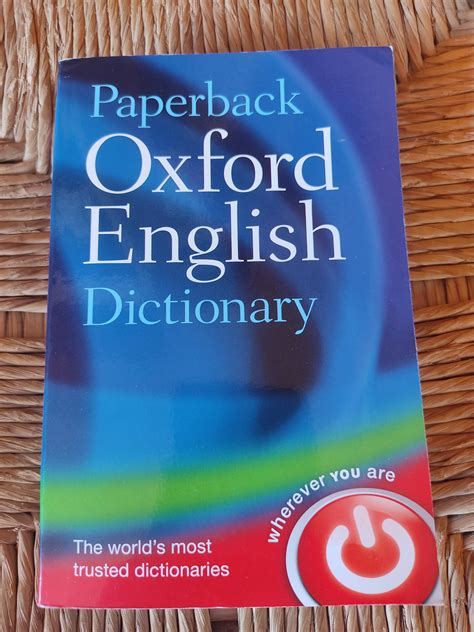 Paperback
Oxford
English
Dictionary
wherever YOU are
The world's most
trusted dictionaries